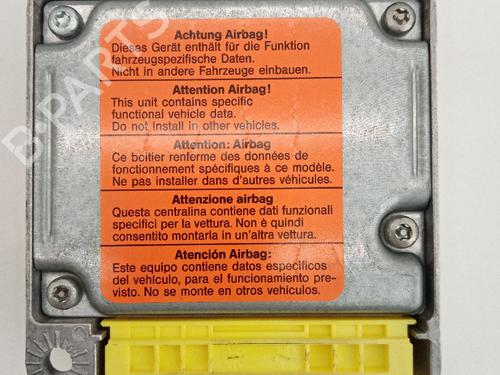 Achtung Airbag!
Dieses Gerät enthält für die Funktion
fahrzeugspezifische Daten.
Nicht in andere Fahrzeuge einbauen.
Attention Airbag!
This unit contains specific
functional vehicle data.
Do not install in other vehicles.
Attention: Airbag
Ce boitier renferme des données de
fonctionnement spécifiques à ce modèle.
Ne pas installer dans d'autres véhicules.
Attenzione airbag
Questa centralina contiene dati funzionali
specifici per la vettura. Non è quindi
consentito montarla in un'altra vettura.
Atención Airbag:
Este equipo contiene datos específicos
del vehículo, para el funcionamiento pre-
visto. No se monte en otros vehículos.
B-PARTS